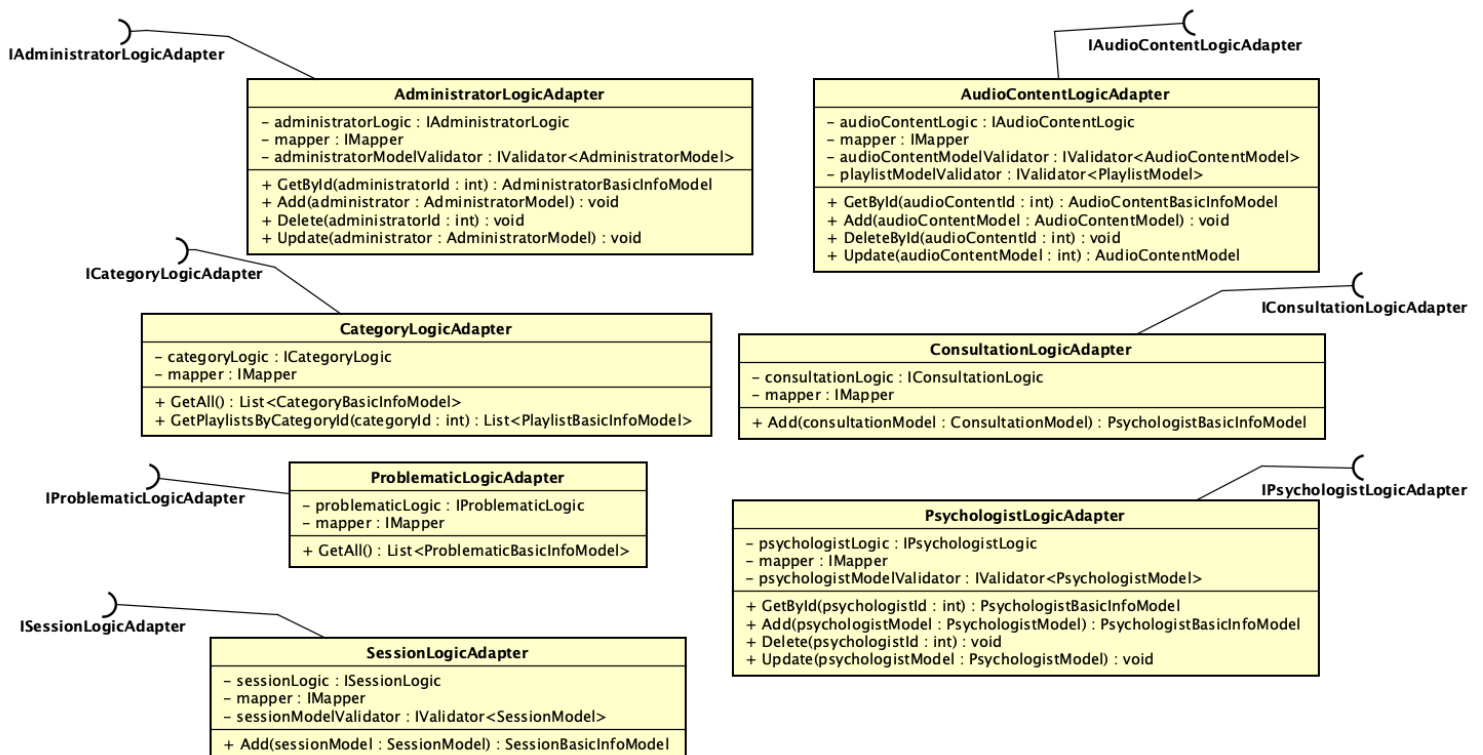 IAdministratorLogicAdapter
AdministratorLogicAdapter
– administratorLogic : IAdministratorLogic
– mapper : IMapper
– administratorModelValidator : IValidator<AdministratorModel>
+ GetById(administratorId : int) : AdministratorBasicInfoModel
+ Add(administrator : AdministratorModel) : void
+ Delete(administratorId : int) : void
+ Update(administrator : AdministratorModel) : void
IAudioContentLogicAdapter
AudioContentLogicAdapter
– audioContentLogic : IAudioContentLogic
– mapper : IMapper
– audioContentModelValidator : IValidator<AudioContentModel>
– playlistModelValidator : IValidator<PlaylistModel>
+ GetById(audioContentId : int) : AudioContentBasicInfoModel
+ Add(audioContentModel : AudioContentModel) : void
+ DeleteById(audioContentId : int) : void
+ Update(audioContentModel : int) : AudioContentModel
ICategoryLogicAdapter
CategoryLogicAdapter
– categoryLogic : ICategoryLogic
– mapper : IMapper
+ GetAll() : List<CategoryBasicInfoModel>
+ GetPlaylistsByCategoryId(categoryId : int) : List<PlaylistBasicInfoModel>
IConsultationLogicAdapter
ConsultationLogicAdapter
– consultationLogic : IConsultationLogic
– mapper : IMapper
+ Add(consultationModel : ConsultationModel) : PsychologistBasicInfoModel
IProblematicLogicAdapter
ProblematicLogicAdapter
– problematicLogic : IProblematicLogic
– mapper : IMapper
+ GetAll() : List<ProblematicBasicInfoModel>
IPsychologistLogicAdapter
PsychologistLogicAdapter
– psychologistLogic : IPsychologistLogic
– mapper : IMapper
– psychologistModelValidator : IValidator<PsychologistModel>
+ GetById(psychologistId : int) : PsychologistBasicInfoModel
+ Add(psychologistModel : PsychologistModel) : PsychologistBasicInfoModel
+ Delete(psychologistId : int) : void
+ Update(psychologistModel : PsychologistModel) : void
ISessionLogicAdapter
SessionLogicAdapter
– sessionLogic : ISessionLogic
– mapper : IMapper
– sessionModelValidator : IValidator<SessionModel>
+ Add(sessionModel : SessionModel) : SessionBasicInfoModel